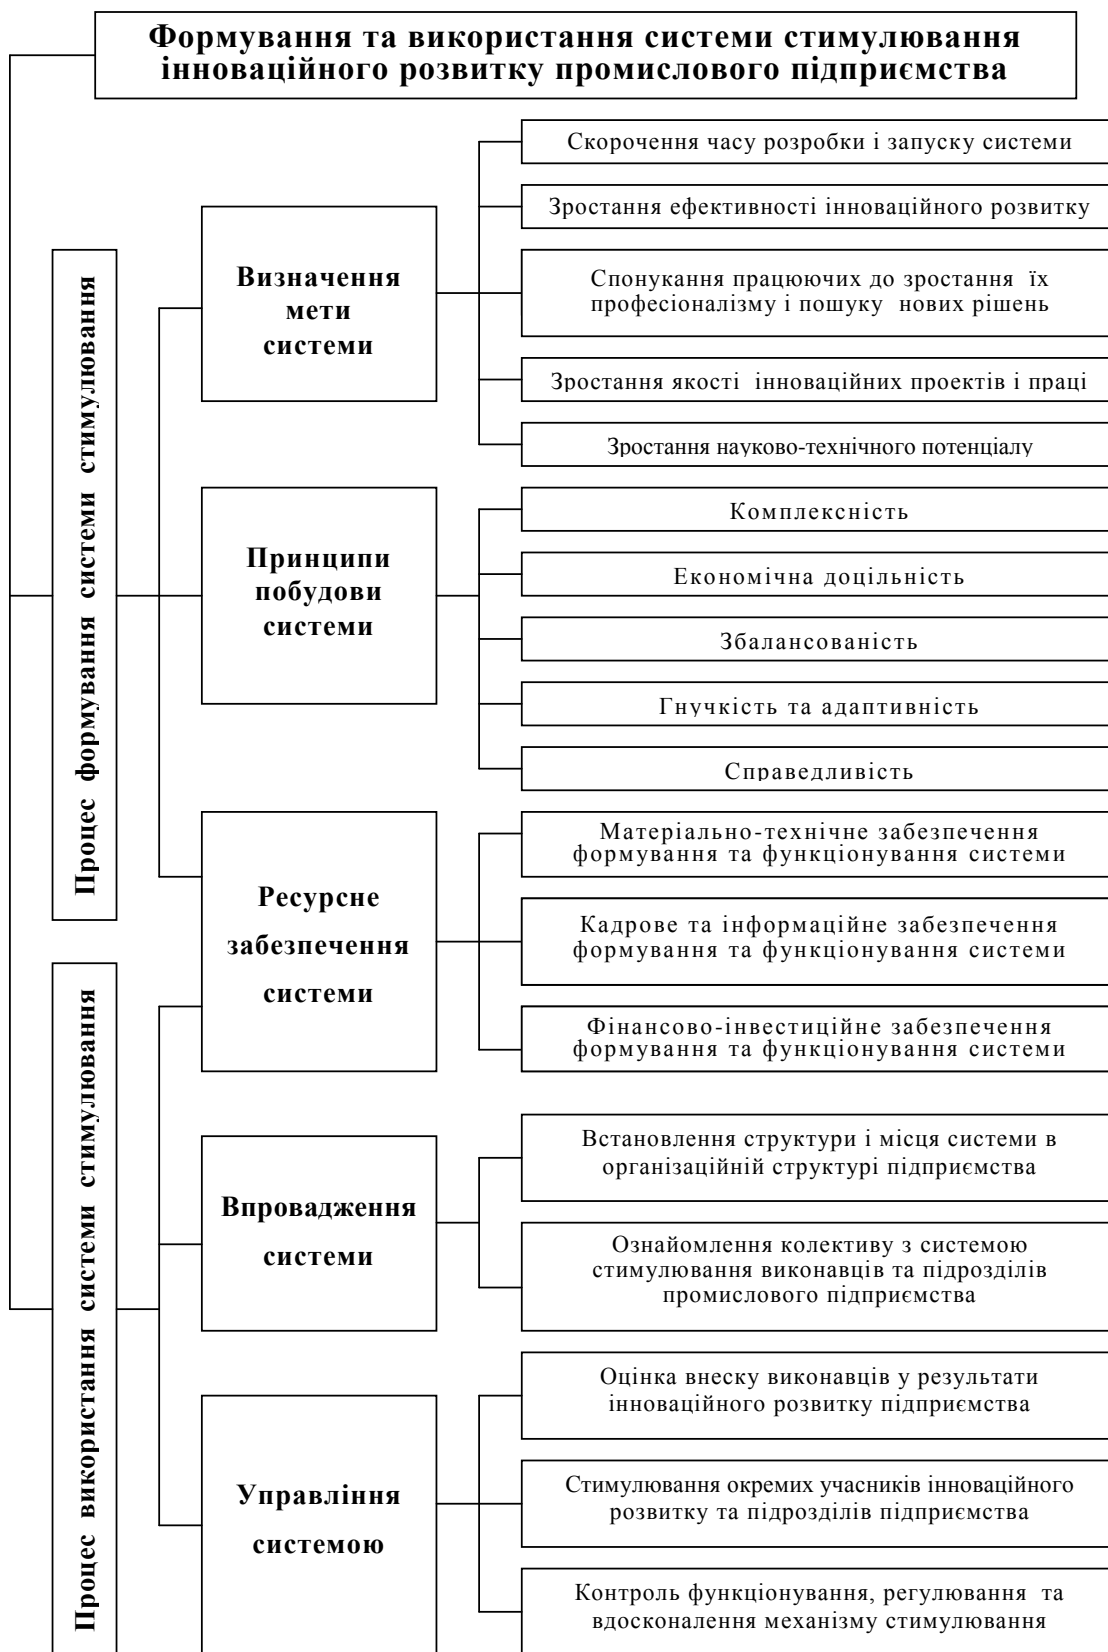 Формування та використання системи стимулювання
інноваційного розвитку промислового підприємства
Процес формування системи стимулювання
Визначення
мети
системи
Скорочення часу розробки і запуску системи
Зростання ефективності інноваційного розвитку
Спонукання працюючих до зростання їх
професіоналізму і пошуку нових рішень
Зростання якості інноваційних проектів і праці
Зростання науково-технічного потенціалу
Принципи
побудови
системи
Комплексність
Економічна доцільність
Збалансованість
Гнучкість та адаптивність
Справедливість
Ресурсне
забезпечення
системи
Матеріально-технічне забезпечення
формування та функціонування системи
Кадрове та інформаційне забезпечення
формування та функціонування системи
Фінансово-інвестиційне забезпечення
формування та функціонування системи
Процес використання системи стимулювання
Впровадження
системи
Встановлення структури і місця системи в
організаційній структурі підприємства
Ознайомлення колективу з системою
стимулювання виконавців та підрозділів
промислового підприємства
Управління
системою
Оцінка внеску виконавців у результати
інноваційного розвитку підприємства
Стимулювання окремих учасників інноваційного
розвитку та підрозділів підприємства
Контроль функціонування, регулювання та
вдосконалення механізму стимулювання